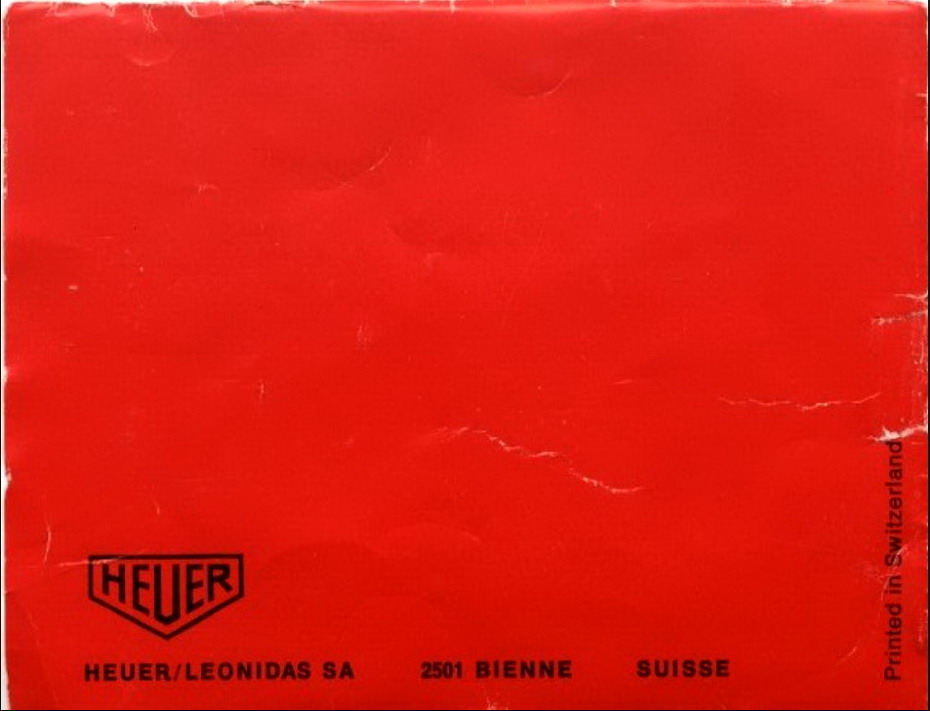 HEUER
HEUER/LEONIDAS SA 2501 BIENNE SUISSE
Printed in Switzerland